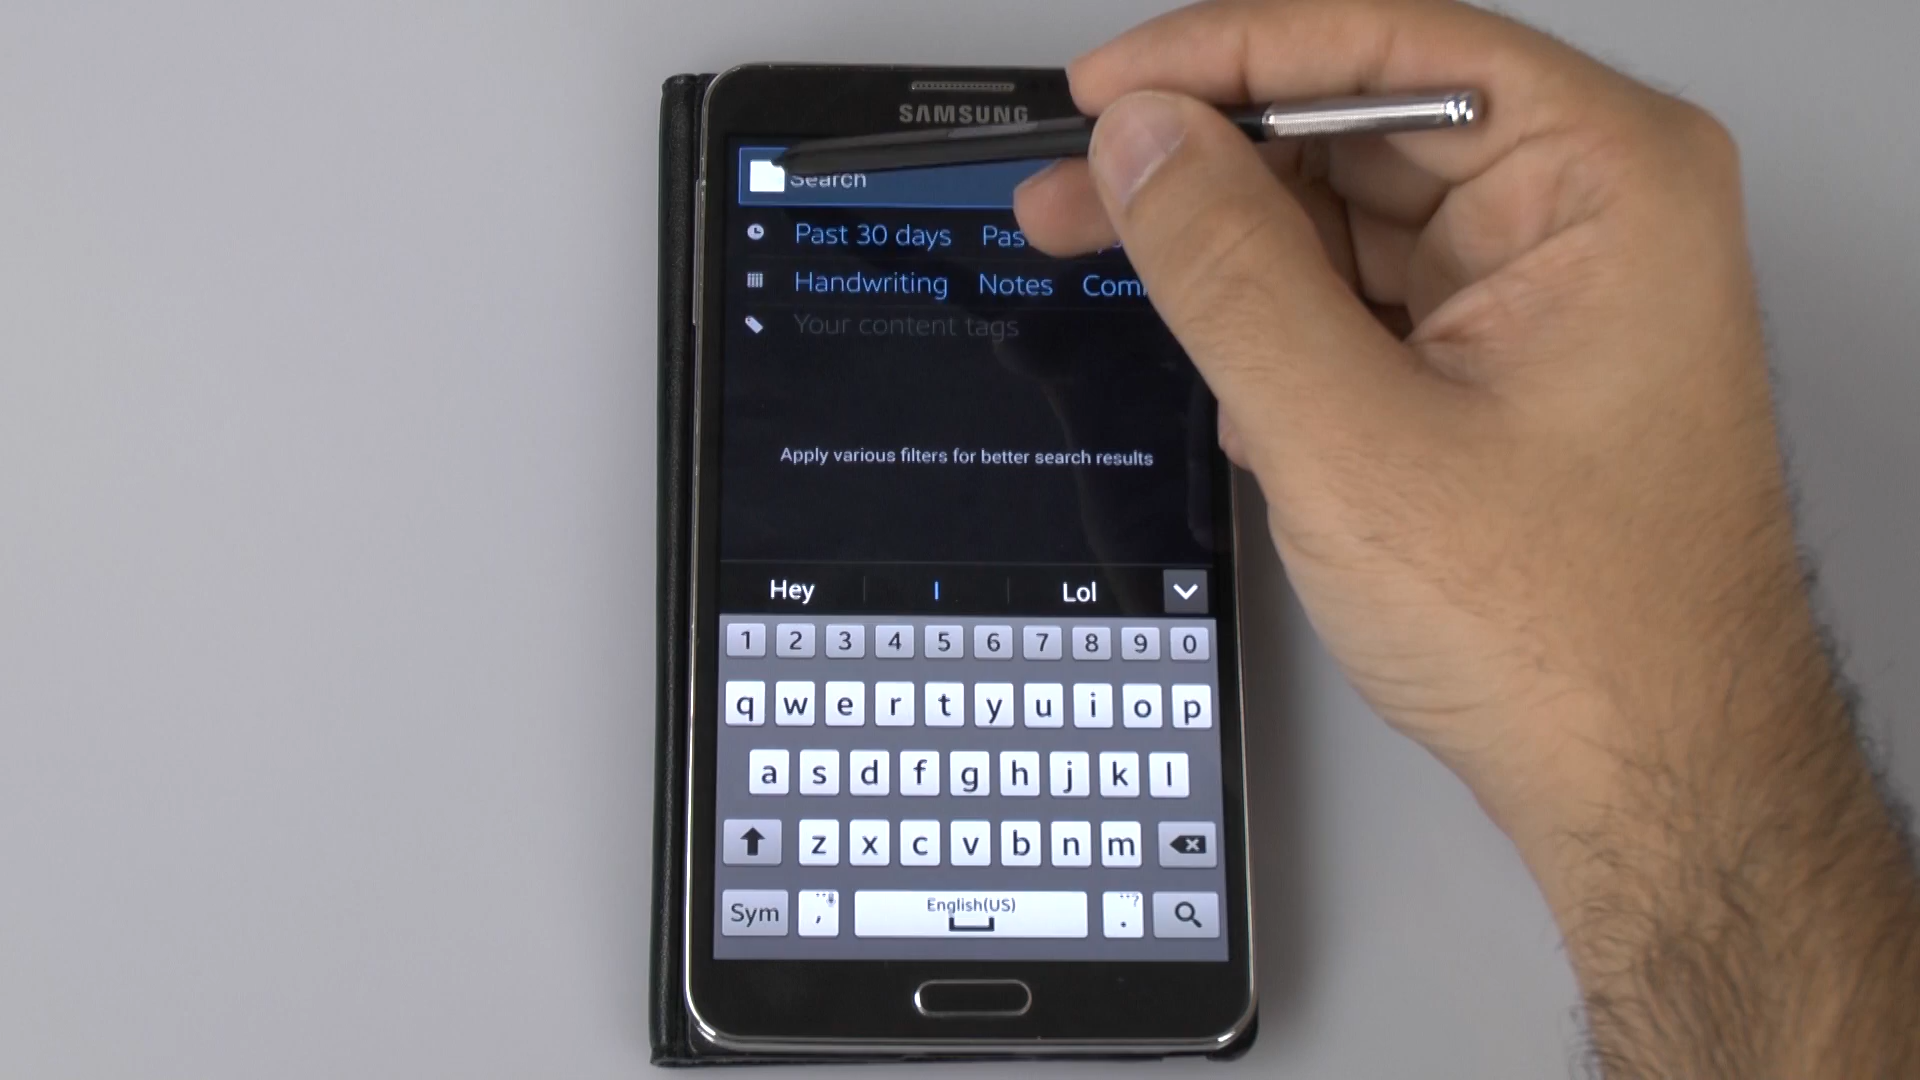 SAMSUNG
Search
Past 30 days
Handwriting Notes
Your content tags
Apply various filters for better search results
Hey I Lol
1 2 3 4 5 6 7 8 9 0
q w e r t y u i o p
a s d f g h j k l
z x c v b n m
Sym , English(US) .